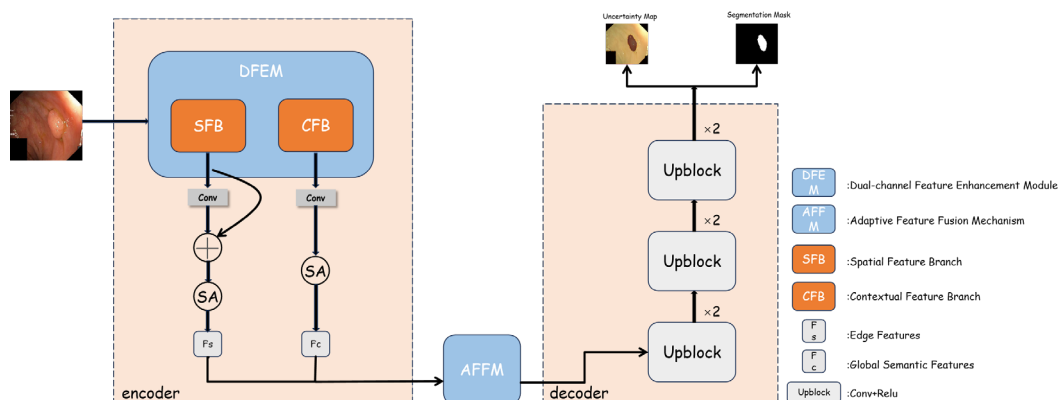 Uncertainty Map
Segmentation Mask
DFEM
SFB
CFB
Conv
Conv
SA
SA
Fs
Fc
encoder
AFFM
decoder
Upblock
×2
Upblock
×2
Upblock
×2
DFE
M
:Dual-channel Feature Enhancement Module
AFF
M
:Adaptive Feature Fusion Mechanism
SFB
:Spatial Feature Branch
CFB
:Contextual Feature Branch
F
s
:Edge Features
F
c
:Global Semantic Features
Upblock
:Conv+Relu